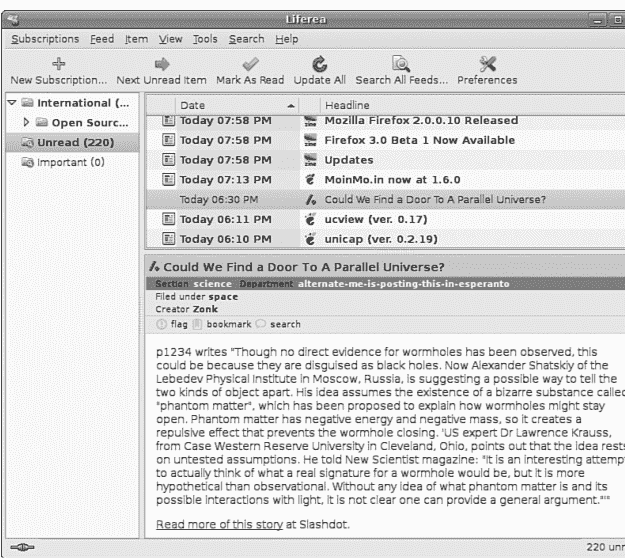 Liferea
Subscriptions Feed Item View Tools Search Help
New Subscription... Next Unread Item Mark As Read Update All Search All Feeds... Preferences
International (...
Open Sourc...
Unread (220)
Important (0)
Date Headline
Today 07:58 PM Mozilla Firefox 2.0.0.10 Released
Today 07:58 PM Firefox 3.0 Beta 1 Now Available
Today 07:58 PM Updates
Today 07:13 PM MoinMo.in now at 1.6.0
Today 06:30 PM Could We Find a Door To A Parallel Universe?
Today 06:11 PM ucview (ver. 0.17)
Today 06:10 PM unicap (ver. 0.2.19)
Could We Find a Door To A Parallel Universe?
Section science Department alternate-me-is-posting-this-in-esperanto
Filed under space
Creator Zonk
flag bookmark search
p1234 writes "Though no direct evidence for wormholes has been observed, this
could be because they are disguised as black holes. Now Alexander Shatskiy of the
Lebedev Physical Institute in Moscow, Russia, is suggesting a possible way to tell the
two kinds of object apart. His idea assumes the existence of a bizarre substance called
"phantom matter", which has been proposed to explain how wormholes might stay
open. Phantom matter has negative energy and negative mass, so it creates a
repulsive effect that prevents the wormhole closing. 'US expert Dr Lawrence Krauss,
from Case Western Reserve University in Cleveland, Ohio, points out that the idea rests
on untested assumptions. He told New Scientist magazine: "It is an interesting attempt
to actually think of what a real signature for a wormhole would be, but it is more
hypothetical than observational. Without any idea of what phantom matter is and its
possible interactions with light, it is not clear one can provide a general argument."'"
Read more of this story at Slashdot.
220 unr